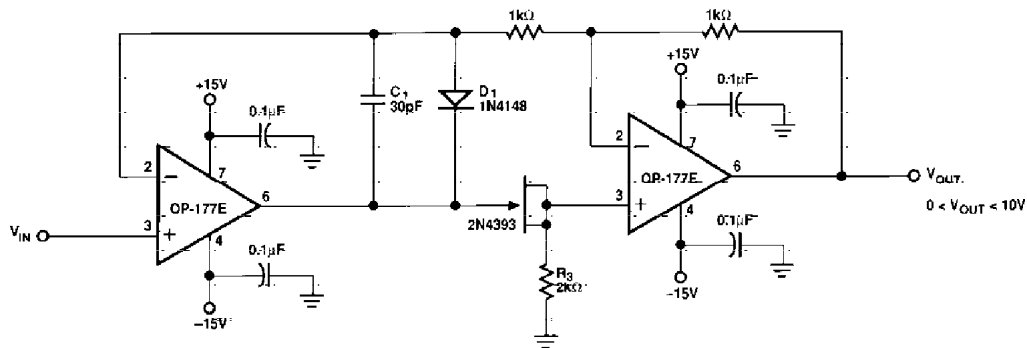 1kΩ
1kΩ
+15V
0.1µF
C1
30pF
D1
1N4148
+15V
0.1µF
2
7
OP-177E
6
3
4
VIN
0.1µF
–15V
2N4393
R3
2kΩ
2
7
OP-177E
6
3
4
VOUT
0 < VOUT < 10V
0.1µF
–15V